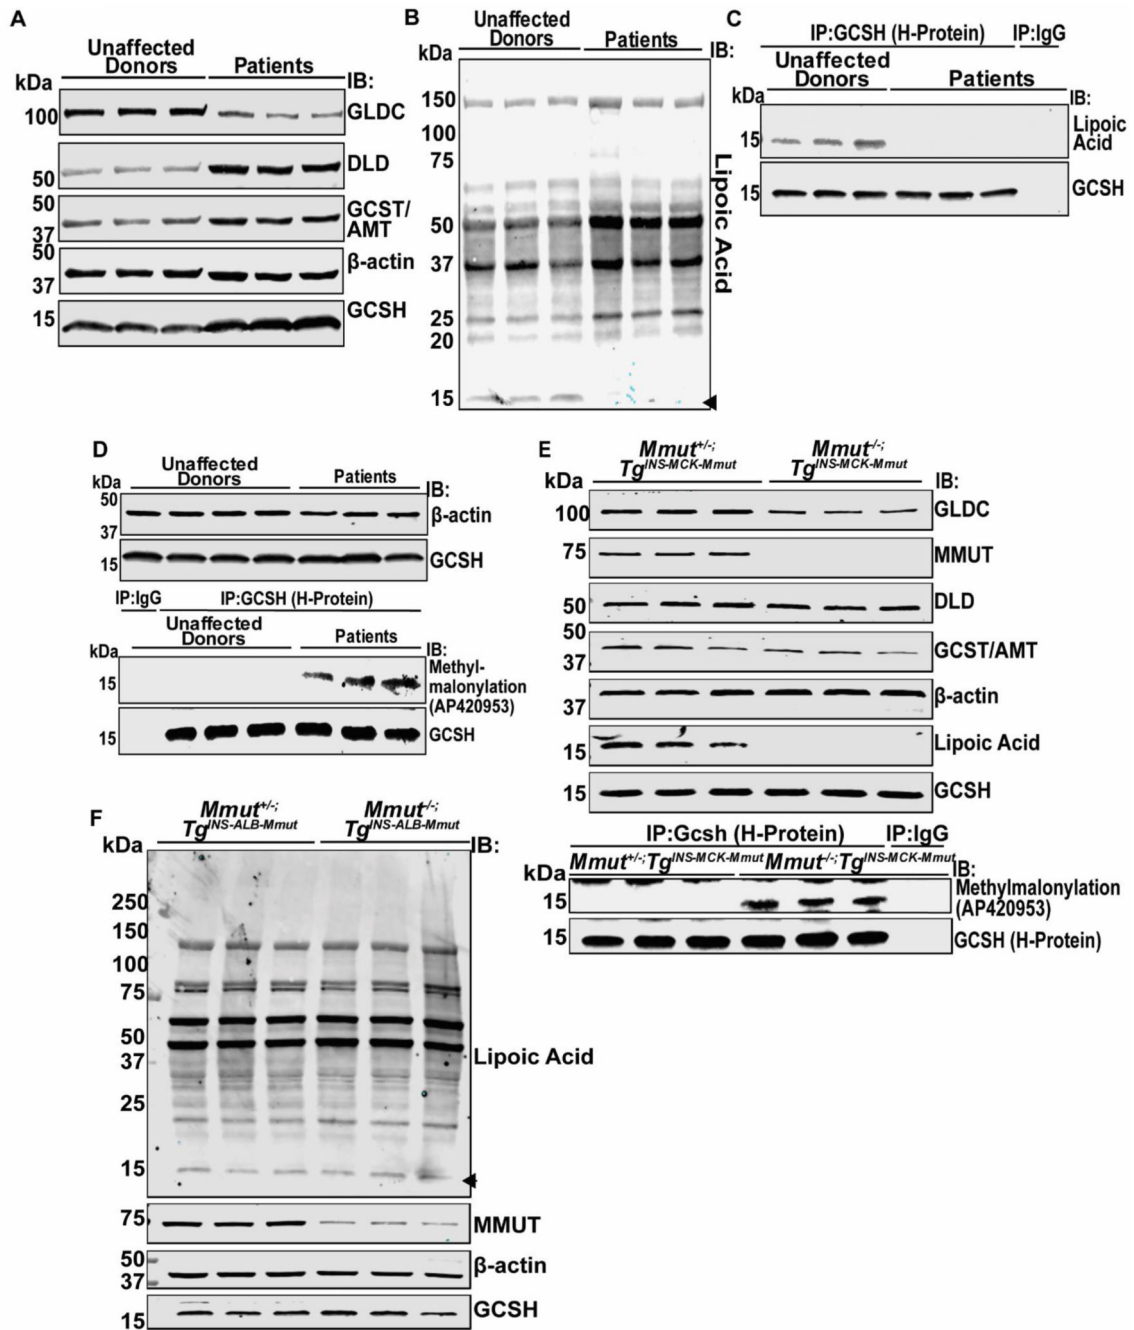 A
Unaffected Donors
Patients
kDa
IB:
100
GLDC
50
DLD
50
37
GCST/
AMT
50
37
β-actin
15
GCSH
B
Unaffected Donors
Patients
kDa
150
100
75
50
37
25
20
15
Lipoic Acid
C
IP:GCSH (H-Protein)
IP:IgG
Unaffected Donors
Patients
kDa
IB:
15
Lipoic
Acid
15
GCSH
D
Unaffected Donors
Patients
kDa
IB:
50
37
β-actin
15
GCSH
IP:IgG
IP:GCSH (H-Protein)
Unaffected Donors
Patients
kDa
IB:
15
Methyl-
malonylation
(AP420953)
15
GCSH
E
Mmut+/-;
TgINS-MCK-Mmut
Mmut-/-;
TgINS-MCK-Mmut
kDa
IB:
100
GLDC
75
MMUT
50
DLD
50
37
GCST/AMT
37
β-actin
15
Lipoic Acid
15
GCSH
IP:Gcsh (H-Protein)
IP:IgG
Mmut+/-;TgINS-MCK-Mmut
Mmut-/-;TgINS-MCK-Mmut
kDa
IB:
15
Methylmalonylation
(AP420953)
15
GCSH (H-Protein)
F
Mmut+/-;
TgINS-ALB-Mmut
Mmut-/-;
TgINS-ALB-Mmut
kDa
IB:
250
150
100
75
50
37
25
15
Lipoic Acid
75
MMUT
50
37
β-actin
15
GCSH